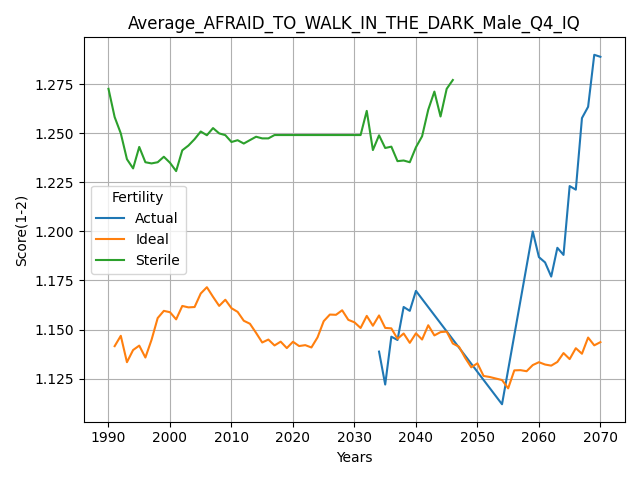 Average_AFRAID_TO_WALK_IN_THE_DARK_Male_Q4_IQ
Score(1-2)
1.275
1.250
1.225
1.200
1.175
1.150
1.125
Fertility
Actual
Ideal
Sterile
1990 2000 2010 2020 2030 2040 2050 2060 2070
Years